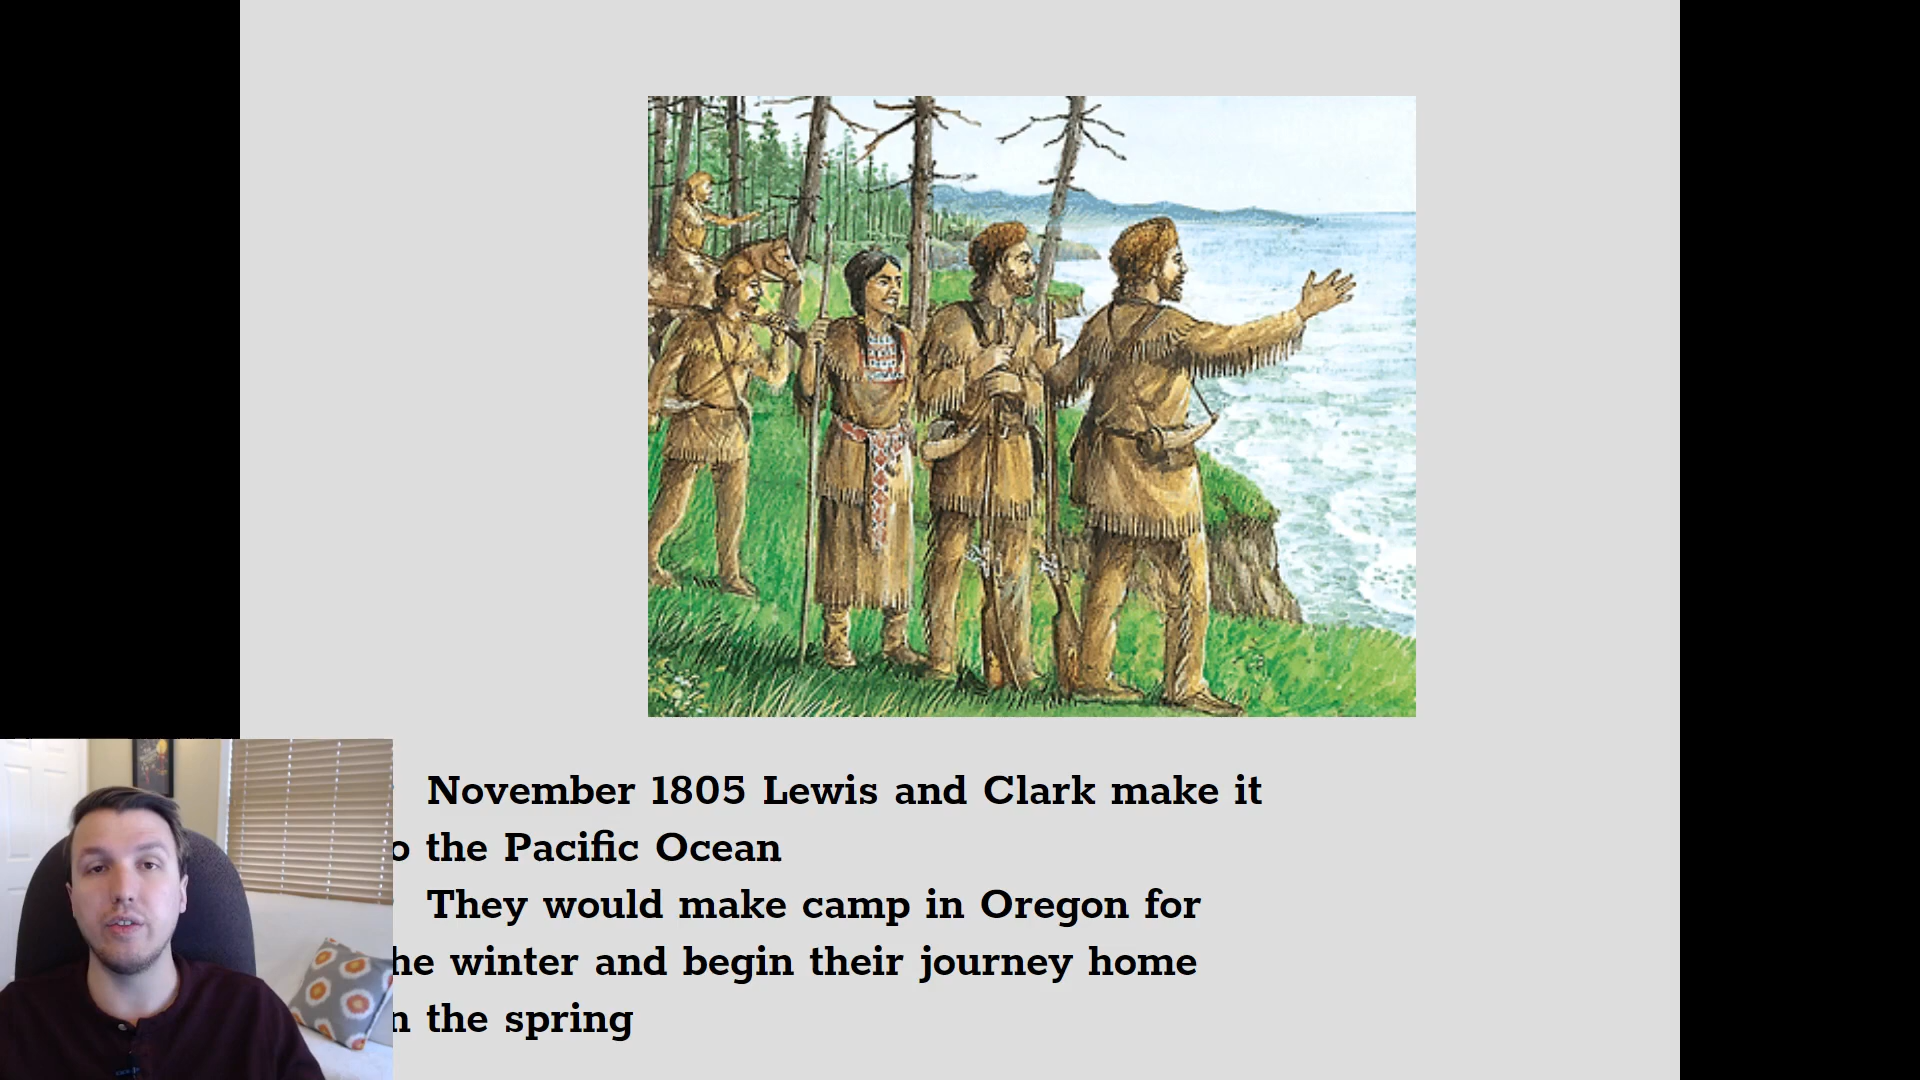 November 1805 Lewis and Clark make it
o the Pacific Ocean
They would make camp in Oregon for
he winter and begin their journey home
n the spring